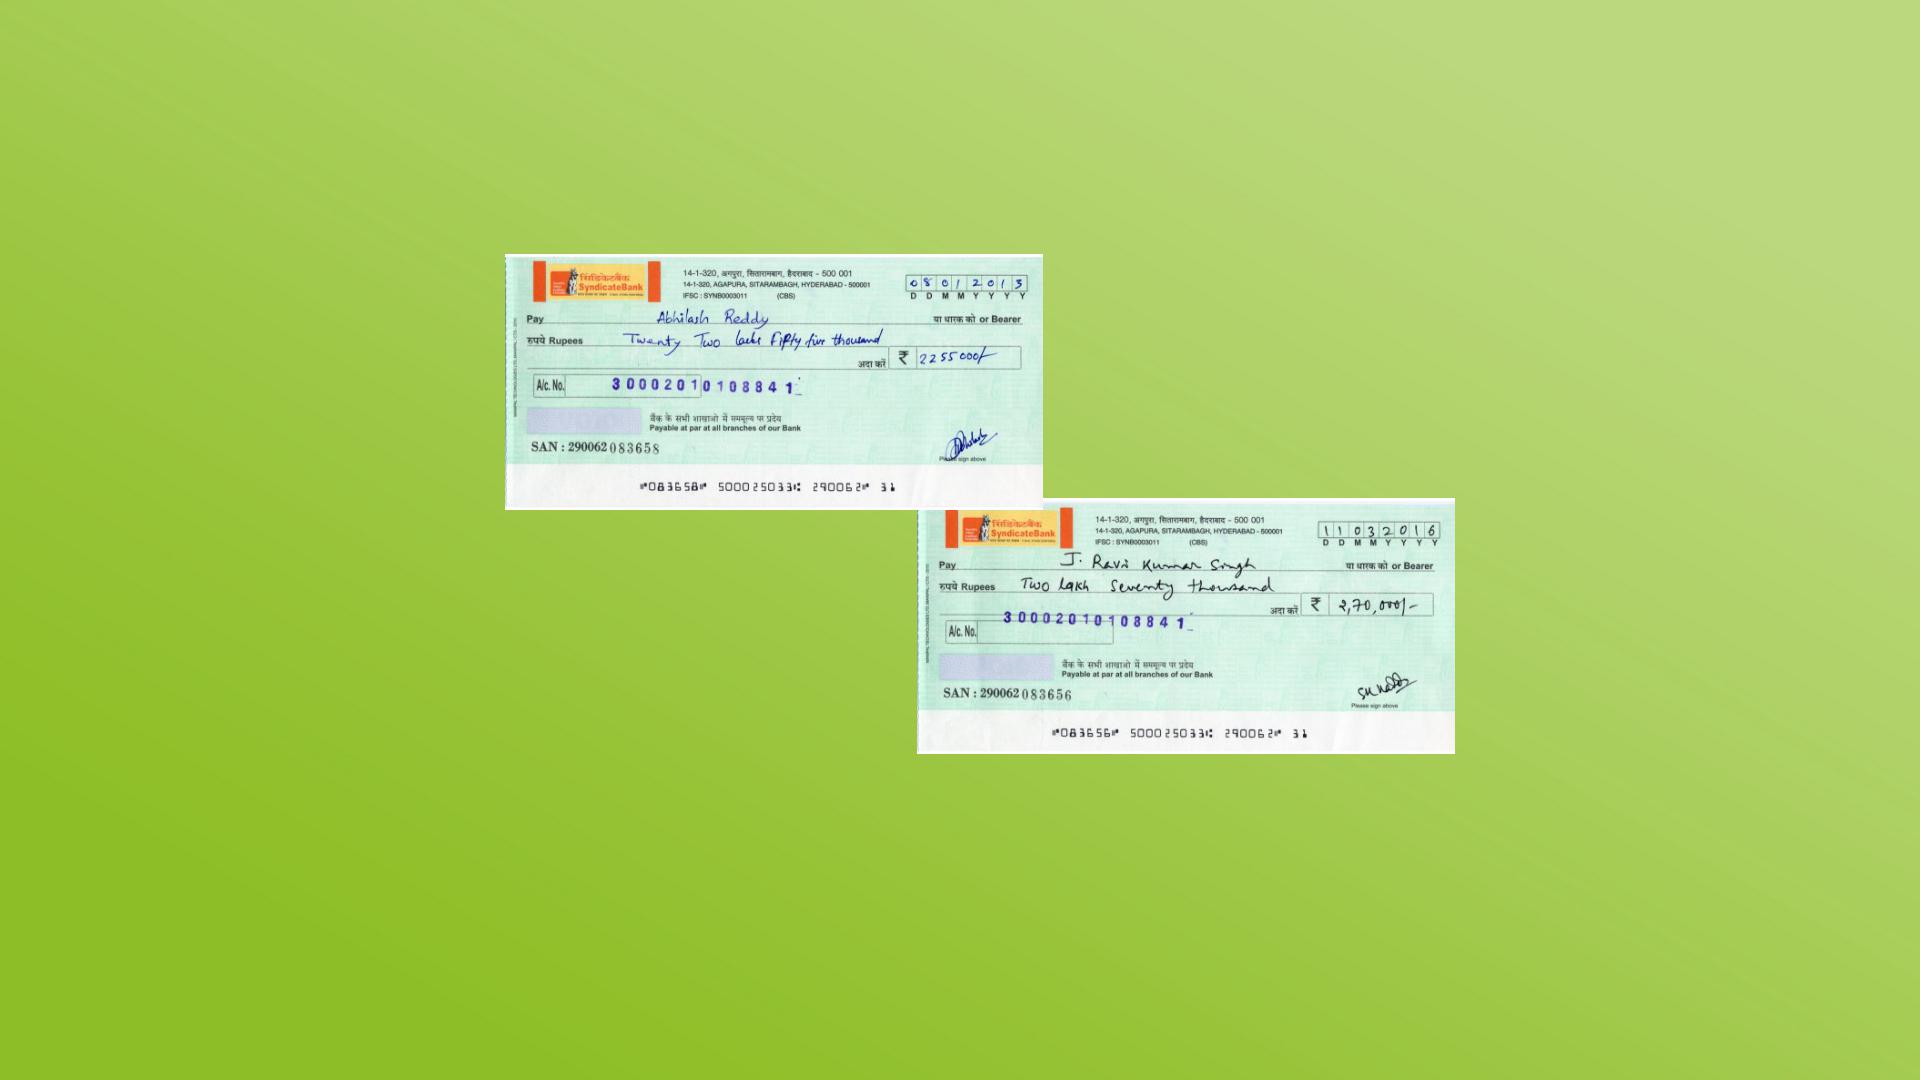 सिंडिकेटबैंक
SyndicateBank
14-1-320, अगपुरा, सितारामबाग, हैदराबाद - 500 001
14-1-320, AGAPURA, SITARAMBAGH, HYDERABAD - 500001
IFSC : SYNB0003011 (CBS)
0 8 0 1 2 0 1 3
D D M M Y Y Y Y
Pay Abhilash Reddy या धारक को or Bearer
रुपये Rupees Twenty Two lacks Fifty five thousand
अदा करें ₹ 2255000/-
A/c. No. 30002010108841
बैंक के सभी शाखाओ में सममूल्य पर प्रदेय
Payable at par at all branches of our Bank
SAN : 290062 083658
Please sign above
⑈083658⑈ 500025033⑆ 290062⑈ 31
सिंडिकेटबैंक
SyndicateBank
14-1-320, अगपुरा, सितारामबाग, हैदराबाद - 500 001
14-1-320, AGAPURA, SITARAMBAGH, HYDERABAD - 500001
IFSC : SYNB0003011 (CBS)
1 1 0 3 2 0 1 6
D D M M Y Y Y Y
Pay J. Ravi Kumar Singh या धारक को or Bearer
रुपये Rupees Two lakh Seventy thousand
अदा करें ₹ 2,70,000/-
30002010108841
A/c. No.
बैंक के सभी शाखाओ में सममूल्य पर प्रदेय
Payable at par at all branches of our Bank
SAN : 290062 083656
Please sign above
⑈083656⑈ 500025033⑆ 290062⑈ 31